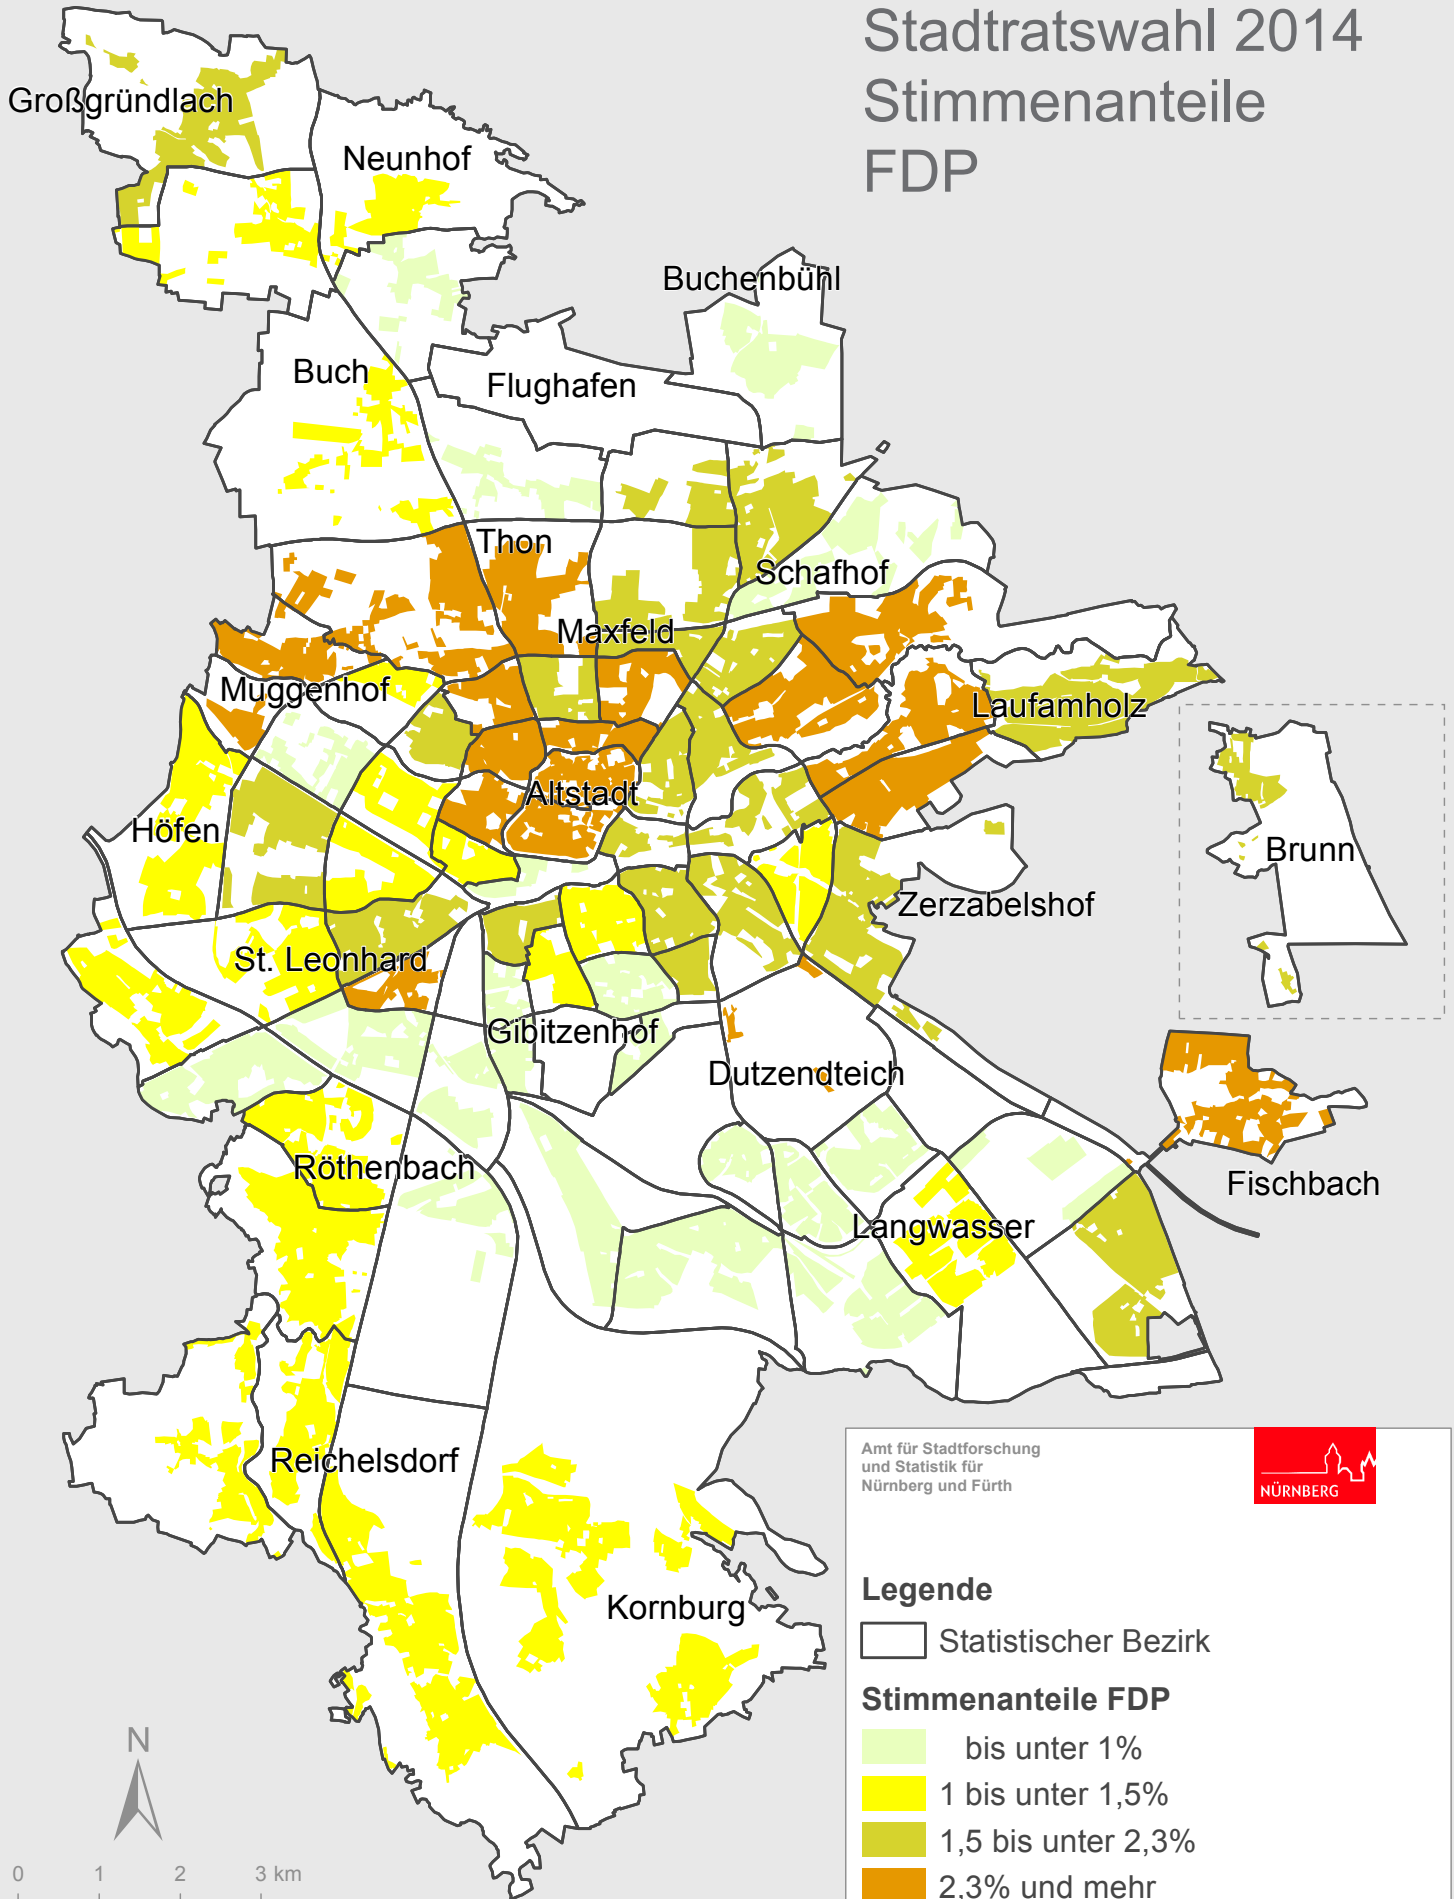 Stadtratswahl 2014
Stimmenanteile
FDP
Großgründlach
Neunhof
Buchenbühl
Buch
Flughafen
Thon
Schafhof
Maxfeld
Muggenhof
Laufamholz
Altstadt
Höfen
Brunn
Zerzabelshof
St. Leonhard
Gibitzenhof
Dutzendteich
Röthenbach
Fischbach
Langwasser
Reichelsdorf
Kornburg
Amt für Stadtforschung
und Statistik für
Nürnberg und Fürth
NÜRNBERG
Legende
Statistischer Bezirk
Stimmenanteile FDP
bis unter 1%
1 bis unter 1,5%
1,5 bis unter 2,3%
2,3% und mehr
N
0 1 2 3 km